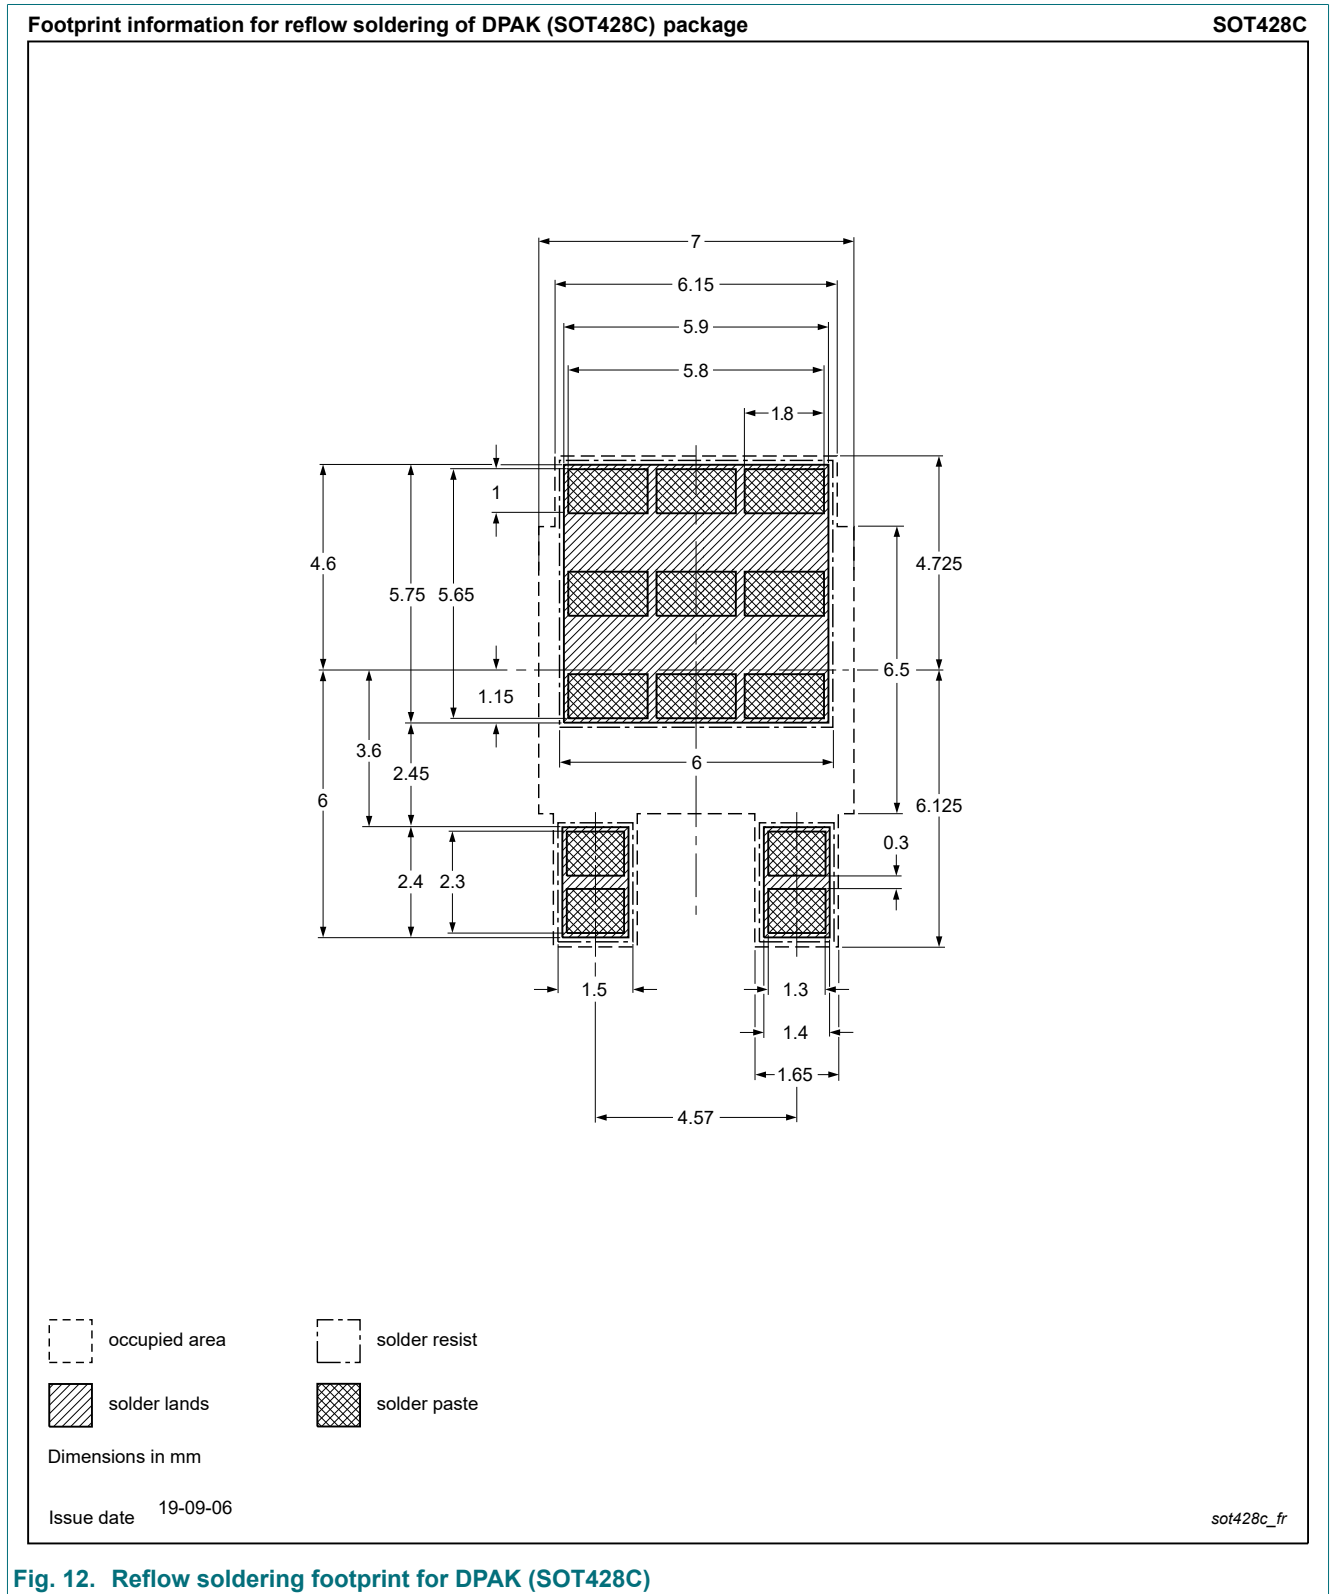 Footprint information for reflow soldering of DPAK (SOT428C) package SOT428C
7
6.15
5.9
5.8
1.8
1
4.6
4.725
5.75
5.65
6.5
1.15
3.6
2.45
6
6
6.125
0.3
2.4
2.3
1.5
1.3
1.4
1.65
4.57
occupied area
solder resist
solder lands
solder paste
Dimensions in mm
Issue date 19-09-06
sot428c_fr
Fig. 12. Reflow soldering footprint for DPAK (SOT428C)